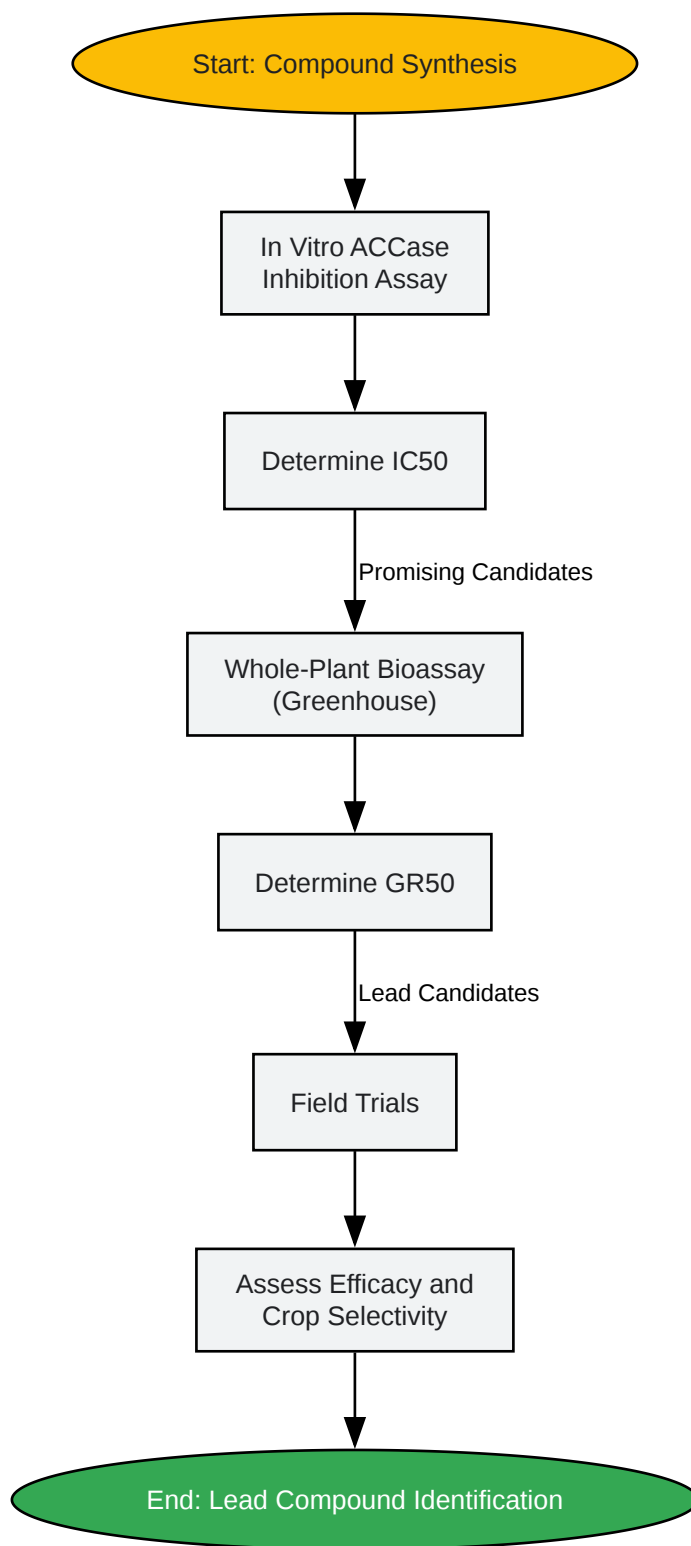 Start: Compound Synthesis
In Vitro ACCase
Inhibition Assay
Determine IC50
Promising Candidates
Whole-Plant Bioassay
(Greenhouse)
Determine GR50
Lead Candidates
Field Trials
Assess Efficacy and
Crop Selectivity
End: Lead Compound Identification